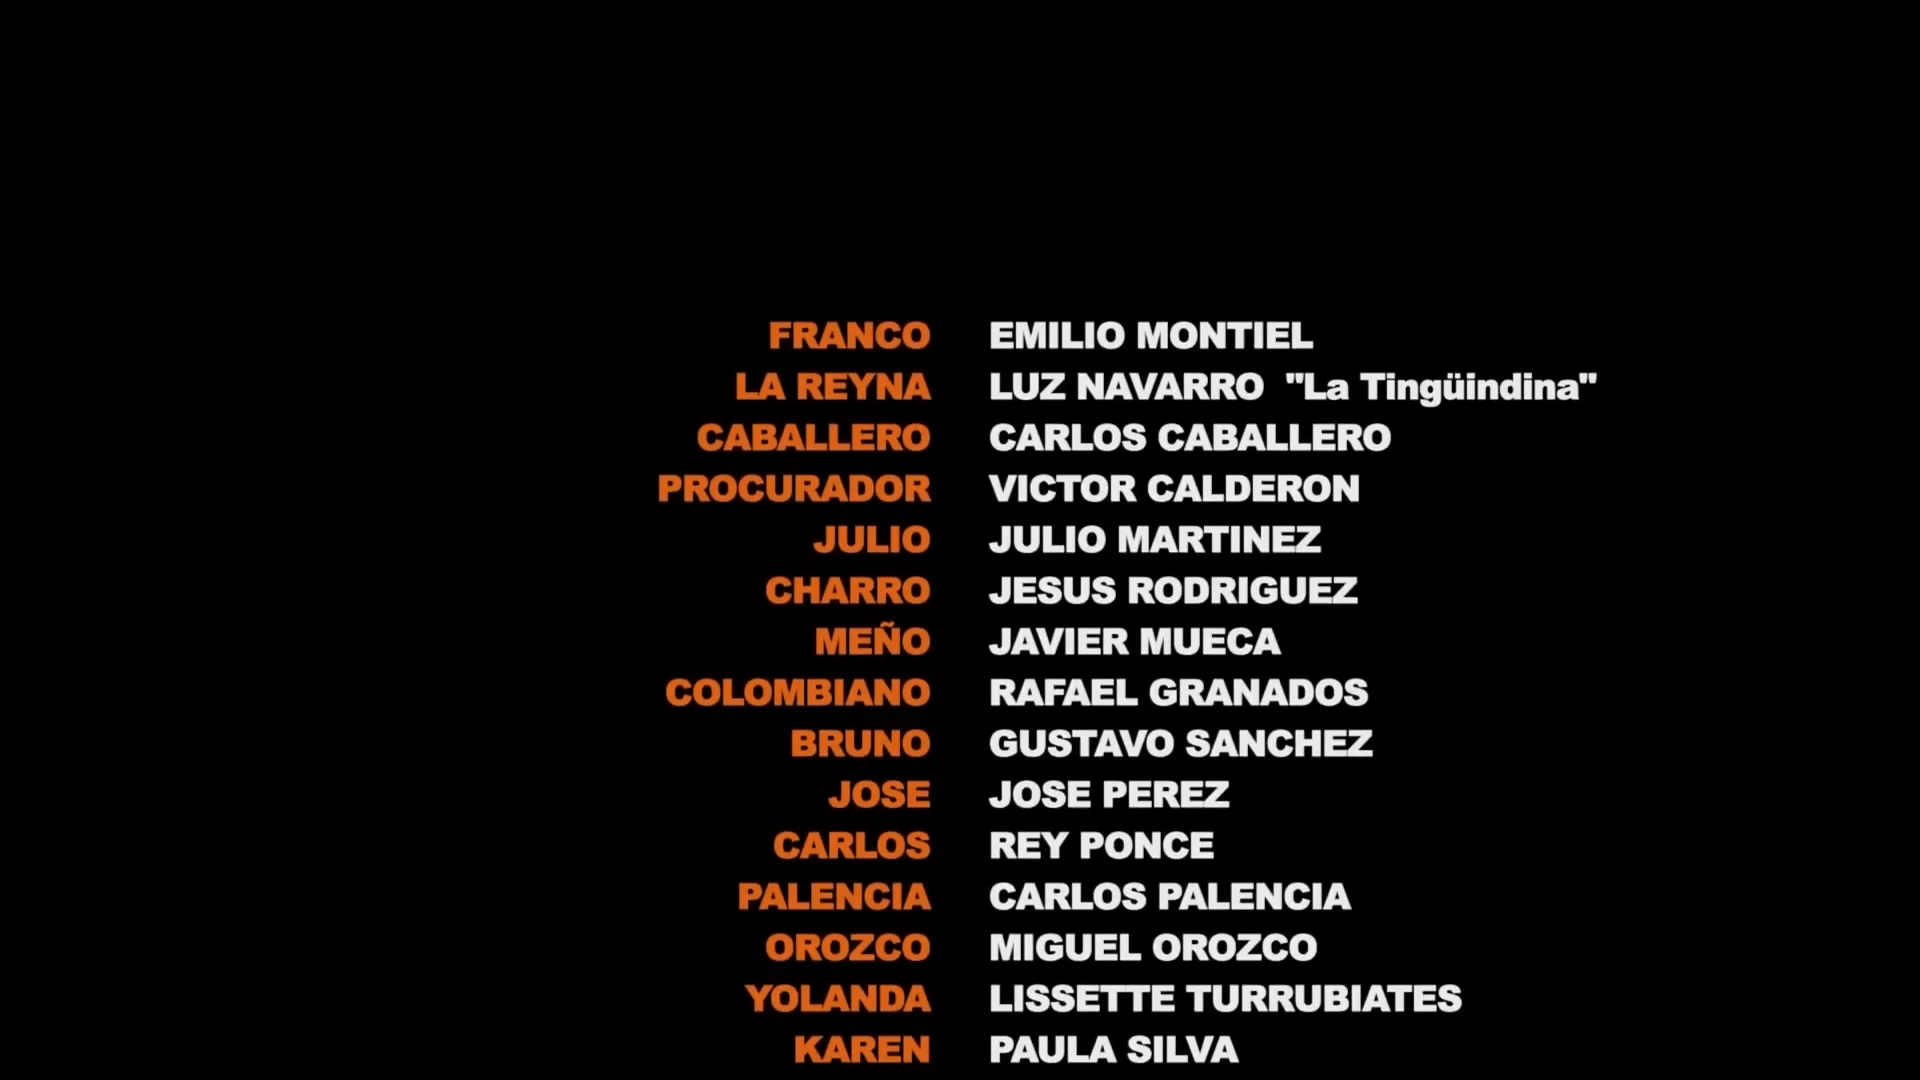 FRANCO EMILIO MONTIEL
LA REYNA LUZ NAVARRO "La Tingüindina"
CABALLERO CARLOS CABALLERO
PROCURADOR VICTOR CALDERON
JULIO JULIO MARTINEZ
CHARRO JESUS RODRIGUEZ
MEÑO JAVIER MUECA
COLOMBIANO RAFAEL GRANADOS
BRUNO GUSTAVO SANCHEZ
JOSE JOSE PEREZ
CARLOS REY PONCE
PALENCIA CARLOS PALENCIA
OROZCO MIGUEL OROZCO
YOLANDA LISSETTE TURRUBIATES
KAREN PAULA SILVA